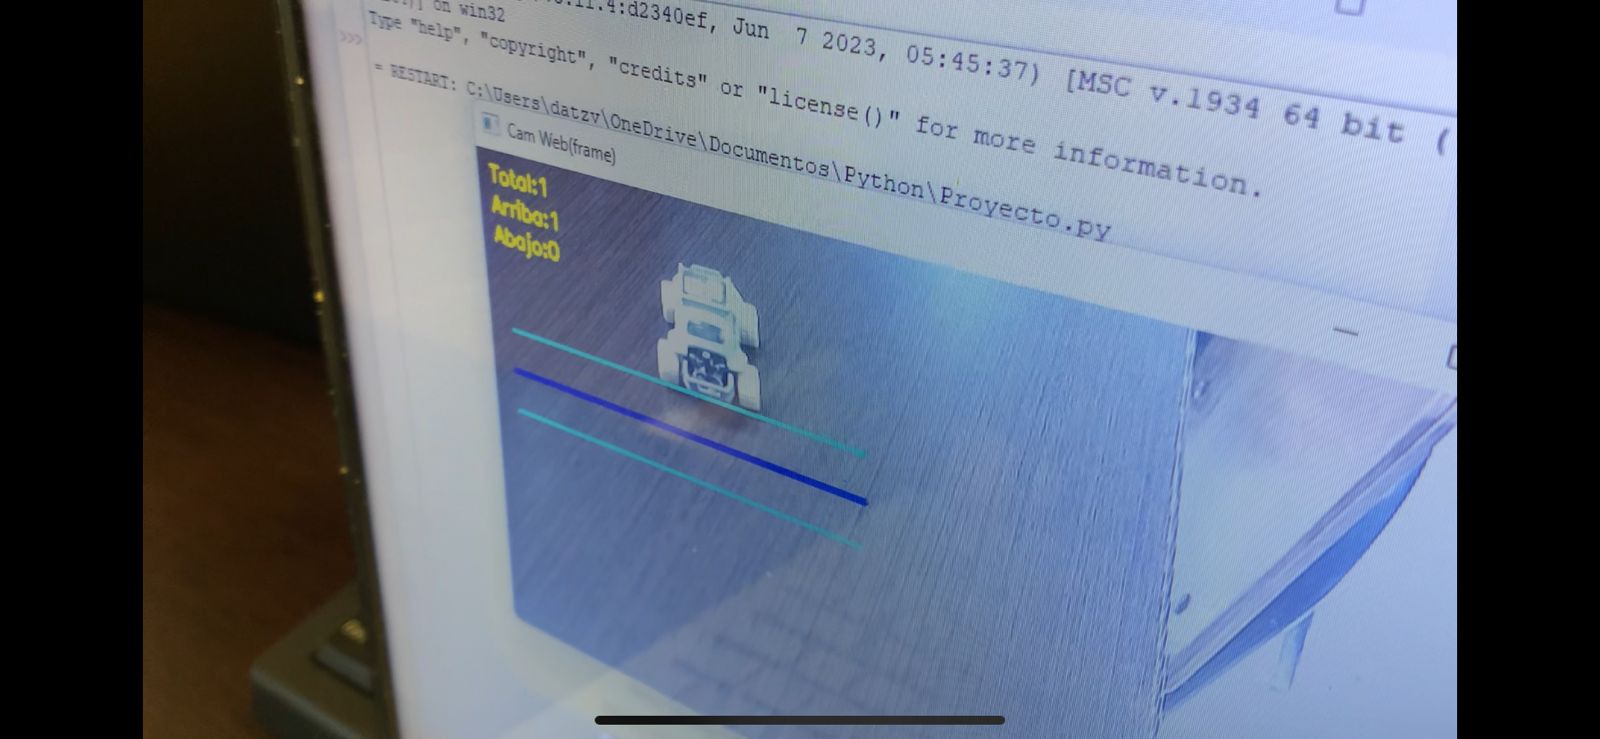 on win32
11.4:d2340ef, Jun 7 2023, 05:45:37) [MSC v.1934 64 bit (
Type "help", "copyright", "credits" or "license()" for more information.
>>>
= RESTART: C:\Users\datzv\OneDrive\Documentos\Python\Proyecto.py
Cam Web(frame)
Total:1
Arriba:1
Abajo:0